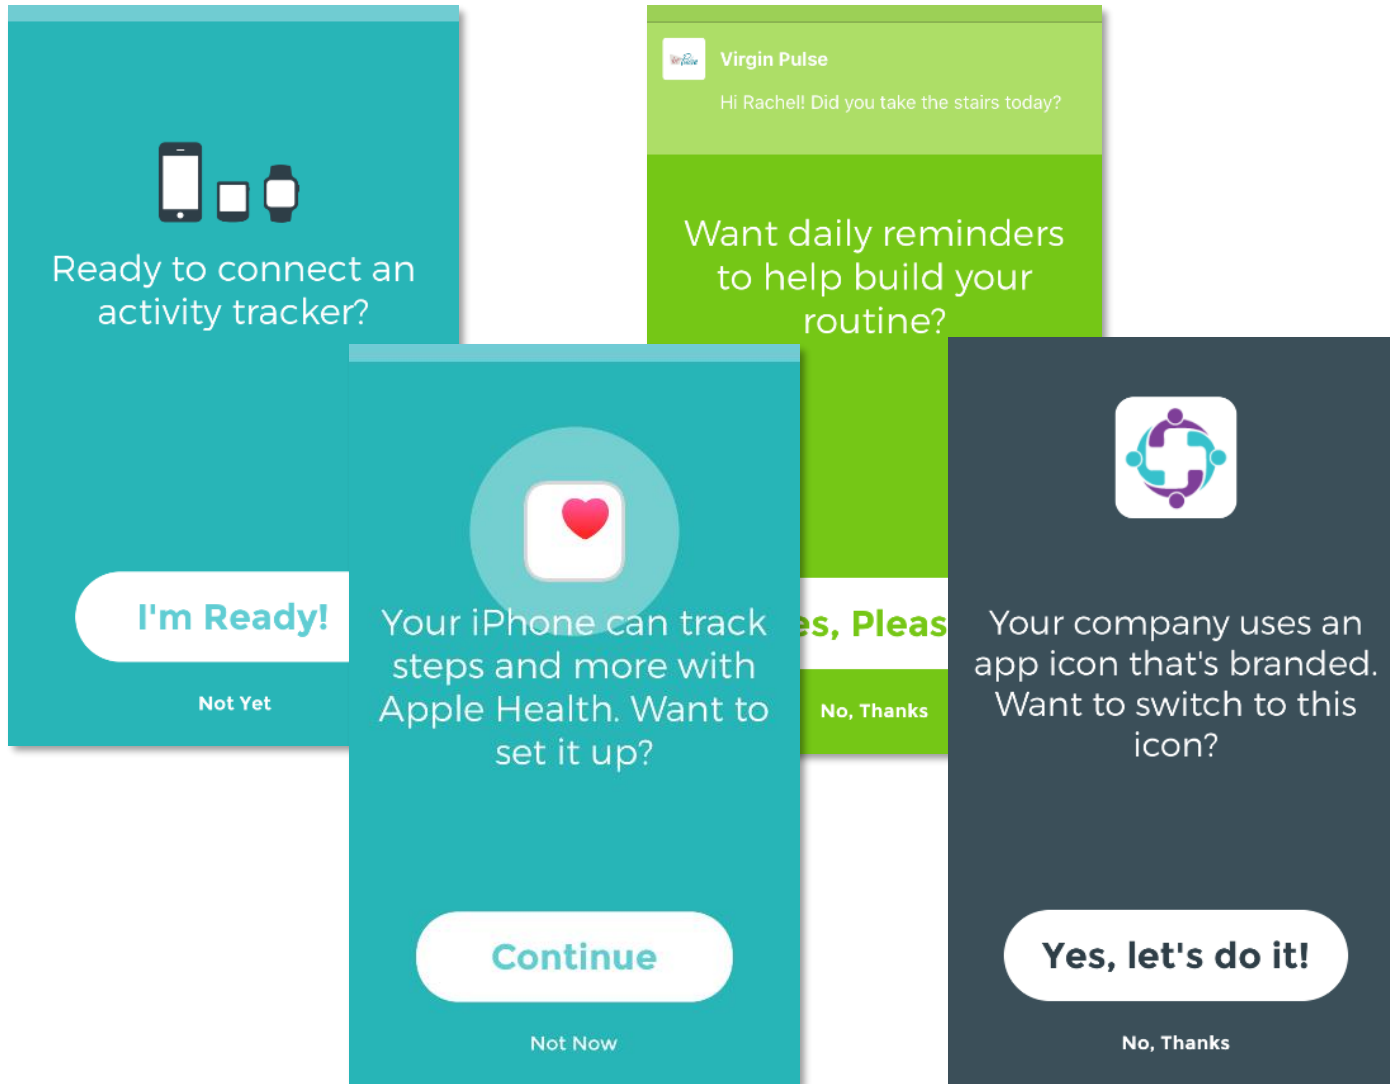 Ready to connect an
activity tracker?
I'm Ready!
Not Yet
Virgin Pulse
Hi Rachel! Did you take the stairs today?
Want daily reminders
to help build your
routine?
No, Thanks
Your iPhone can track
steps and more with
Apple Health. Want to
set it up?
Continue
Not Now
Your company uses an
app icon that's branded.
Want to switch to this
icon?
Yes, let's do it!
No, Thanks